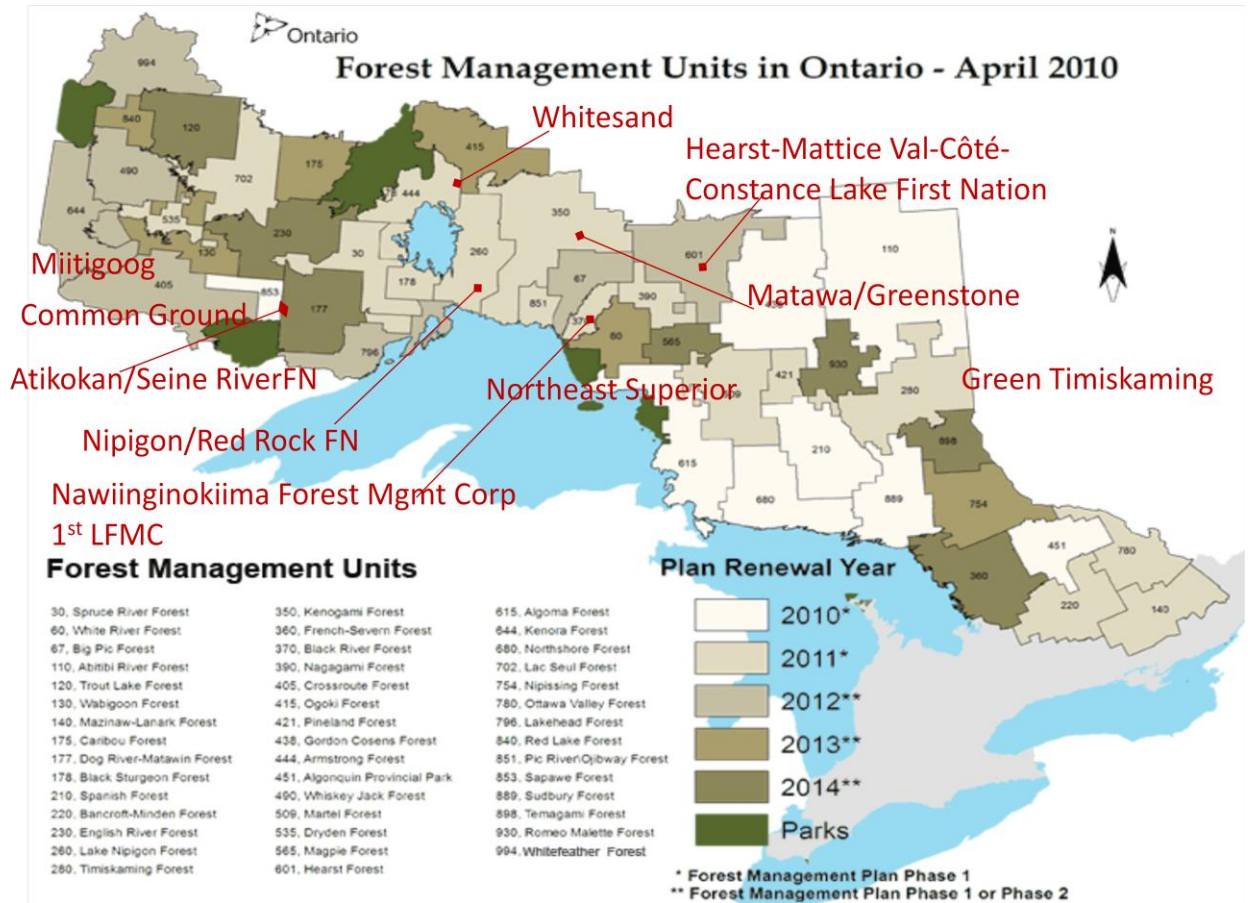 Ontario
Forest Management Units in Ontario - April 2010
994
Whitesand
840
120
415
Hearst-Mattice Val-Côté-
Constance Lake First Nation
490
175
702
444
644
535
350
230
110
30
260
601
130
N
Miitigoog
67
405
178
853
390
Matawa/Greenstone
Common Ground
177
851
60
565
796
930
Atikokan/Seine RiverFN
421
Northeast Superior
280
Green Timiskaming
Nipigon/Red Rock FN
898
210
615
Nawiinginokiima Forest Mgmt Corp
1st LFMC
680
889
754
451
780
360
220
140
Forest Management Units
30, Spruce River Forest
60, White River Forest
67, Big Pic Forest
110, Abitibi River Forest
120, Trout Lake Forest
130, Wabigoon Forest
140, Mazinaw-Lanark Forest
175, Caribou Forest
177, Dog River-Matawin Forest
178, Black Sturgeon Forest
210, Spanish Forest
220, Bancroft-Minden Forest
230, English River Forest
260, Lake Nipigon Forest
280, Timiskaming Forest
350, Kenogami Forest
360, French-Severn Forest
370, Black River Forest
390, Nagagami Forest
405, Crossroute Forest
415, Ogoki Forest
421, Pineland Forest
438, Gordon Cosens Forest
444, Armstrong Forest
451, Algonquin Provincial Park
490, Whiskey Jack Forest
509, Martel Forest
535, Dryden Forest
565, Magpie Forest
601, Hearst Forest
615, Algoma Forest
644, Kenora Forest
680, Northshore Forest
702, Lac Seul Forest
754, Nipissing Forest
780, Ottawa Valley Forest
796, Lakehead Forest
840, Red Lake Forest
851, Pic River\Ojibway Forest
853, Sapawe Forest
889, Sudbury Forest
898, Temagami Forest
930, Romeo Malette Forest
994, Whitefeather Forest
Plan Renewal Year
2010*
2011*
2012**
2013**
2014**
Parks
* Forest Management Plan Phase 1
** Forest Management Plan Phase 1 or Phase 2